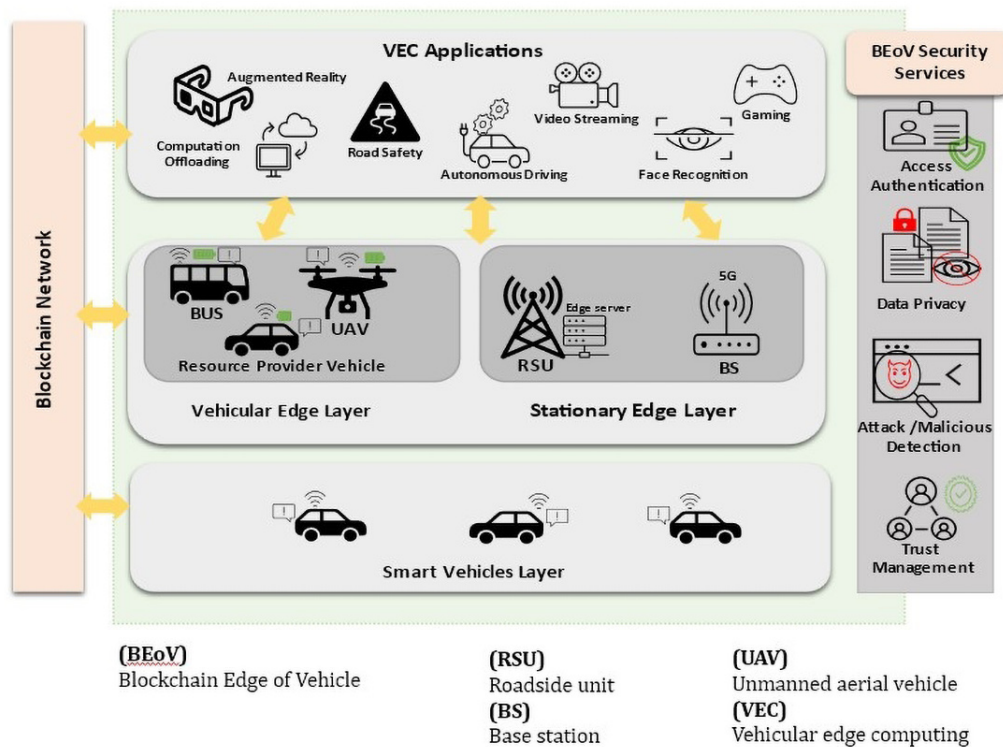 Blockchain Network
VEC Applications
Augmented Reality
Computation
Offloading
Road Safety
Autonomous Driving
Video Streaming
Face Recognition
Gaming
BUS
UAV
Resource Provider Vehicle
Vehicular Edge Layer
5G
Edge server
RSU
BS
Stationary Edge Layer
Smart Vehicles Layer
BEoV Security
Services
Access
Authentication
Data Privacy
Attack /Malicious
Detection
Trust
Management
(BEoV)
Blockchain Edge of Vehicle
(RSU)
Roadside unit
(BS)
Base station
(UAV)
Unmanned aerial vehicle
(VEC)
Vehicular edge computing